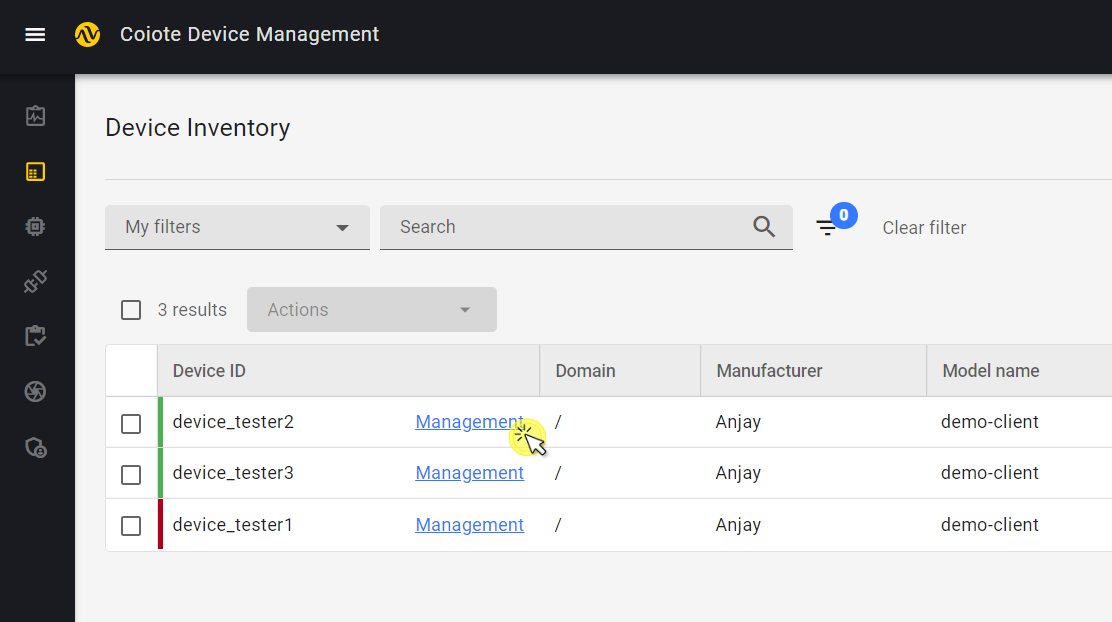 Coiote Device Management
Device Inventory
My filters Search 0 Clear filter
3 results Actions
Device ID Domain Manufacturer Model name
device_tester2 Management / Anjay demo-client
device_tester3 Management / Anjay demo-client
device_tester1 Management / Anjay demo-client